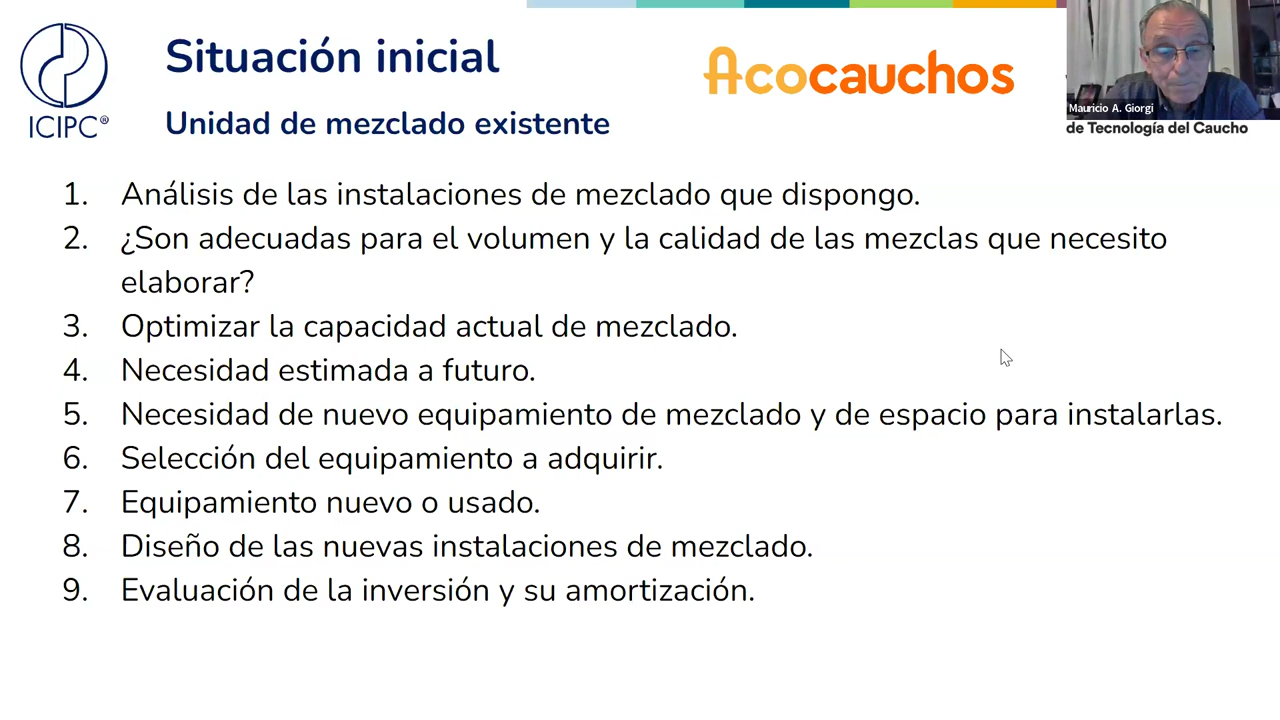 ICIPC®
Situación inicial
Unidad de mezclado existente
Acocauchos
Mauricio A. Giorgi
de Tecnología del Caucho
1. Análisis de las instalaciones de mezclado que dispongo.
2. ¿Son adecuadas para el volumen y la calidad de las mezclas que necesito
elaborar?
3. Optimizar la capacidad actual de mezclado.
4. Necesidad estimada a futuro.
5. Necesidad de nuevo equipamiento de mezclado y de espacio para instalarlas.
6. Selección del equipamiento a adquirir.
7. Equipamiento nuevo o usado.
8. Diseño de las nuevas instalaciones de mezclado.
9. Evaluación de la inversión y su amortización.